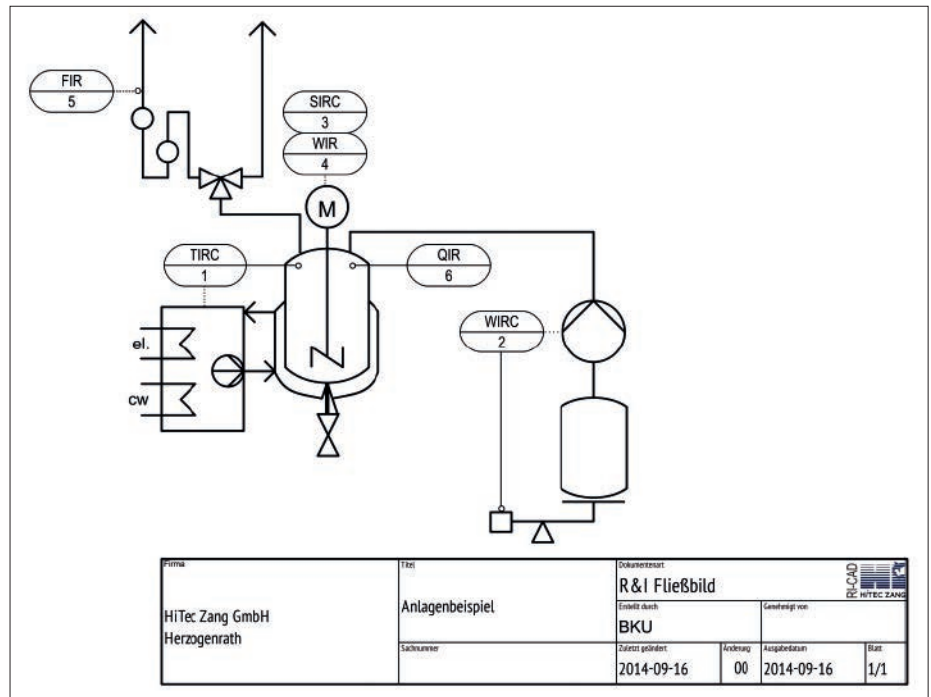 FIR
5
SIRC
3
WIR
4
M
TIRC
1
QIR
6
WIRC
2
el.
cw
Firma
HiTec Zang GmbH
Herzogenrath
Titel
Anlagenbeispiel
Sachnummer
Dokumentenart
R&I Fließbild
RI-CAD
HiTEC ZANG
Erstellt durch
BKU
Genehmigt von
Zuletzt geändert
2014-09-16
Änderung
00
Ausgabedatum
2014-09-16
Blatt
1/1